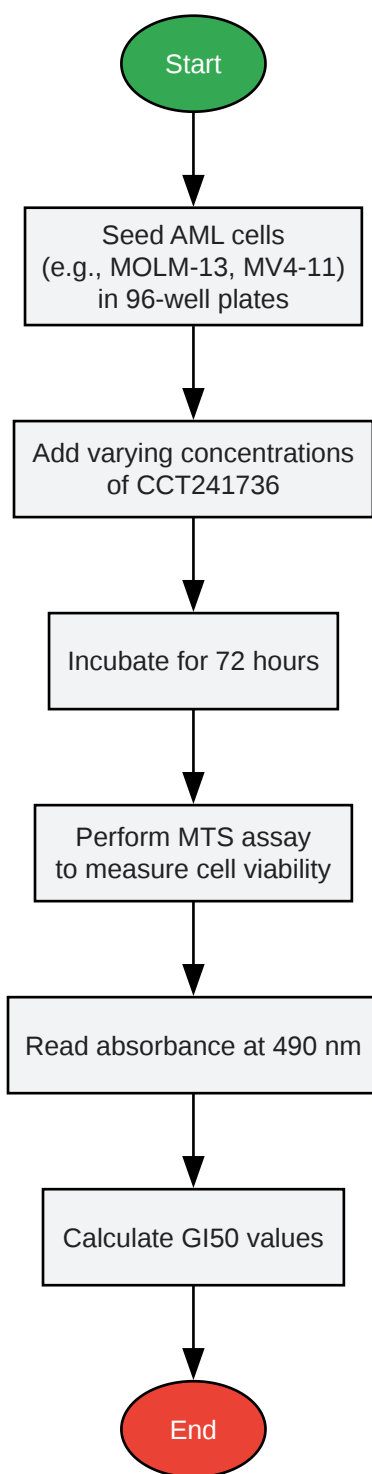 Start
Seed AML cells
(e.g., MOLM-13, MV4-11)
in 96-well plates
Add varying concentrations
of CCT241736
Incubate for 72 hours
Perform MTS assay
to measure cell viability
Read absorbance at 490 nm
Calculate GI50 values
End